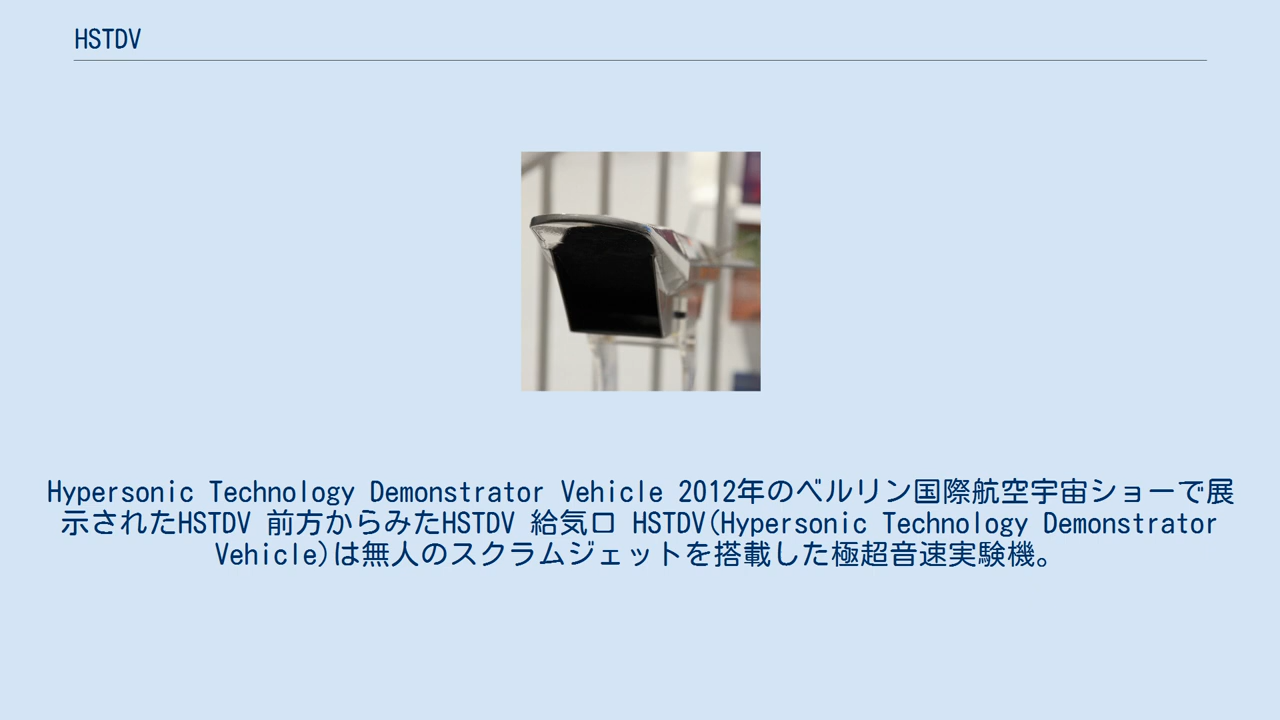 HSTDV
Hypersonic Technology Demonstrator Vehicle 2012年のベルリン国際航空宇宙ショーで展
示されたHSTDV 前方からみたHSTDV 給気口 HSTDV(Hypersonic Technology Demonstrator
Vehicle)は無人のスクラムジェットを搭載した極超音速実験機。